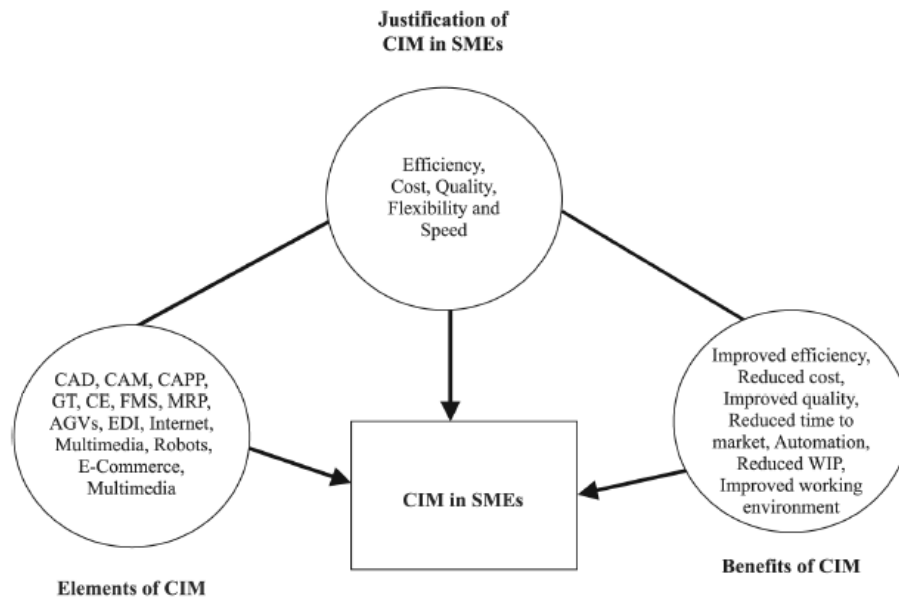 Justification of
CIM in SMEs
Efficiency,
Cost, Quality,
Flexibility and
Speed
CAD, CAM, CAPP,
GT, CE, FMS, MRP,
AGVs, EDI, Internet,
Multimedia, Robots,
E-Commerce,
Multimedia
Elements of CIM
CIM in SMEs
Improved efficiency,
Reduced cost,
Improved quality,
Reduced time to
market, Automation,
Reduced WIP,
Improved working
environment
Benefits of CIM